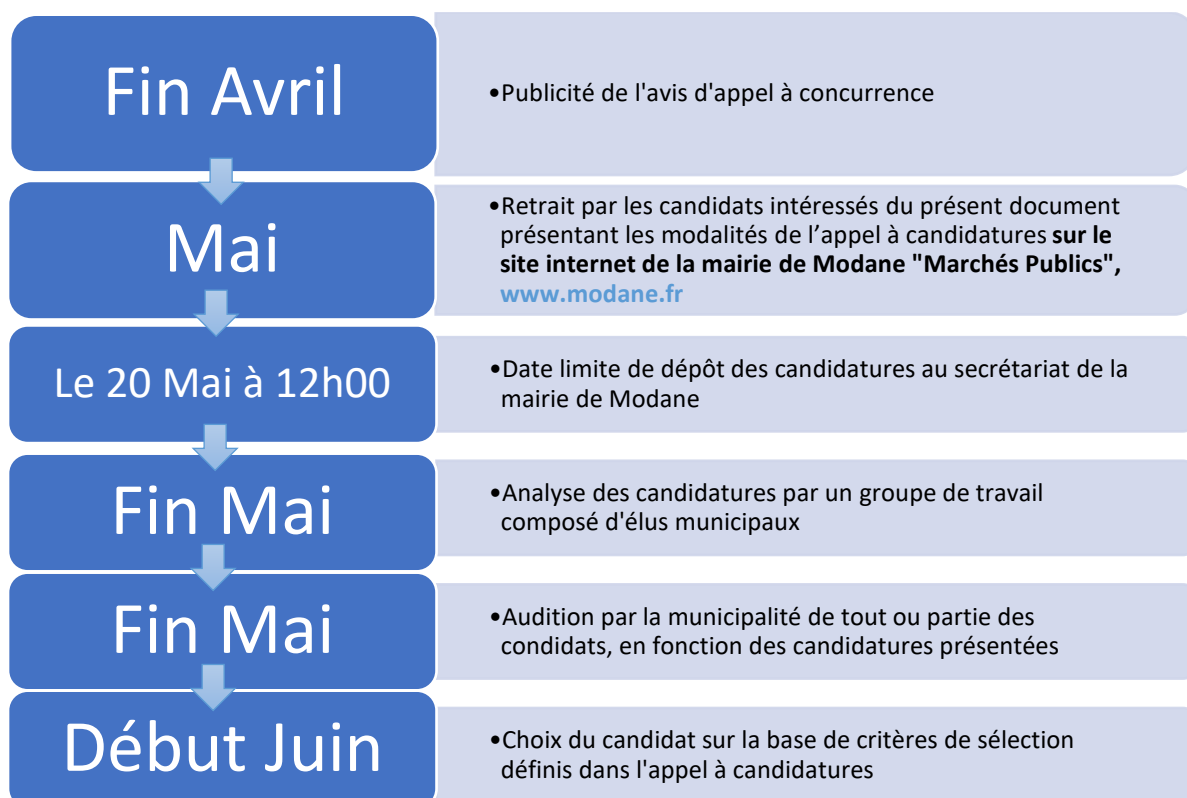 Fin Avril
•Publicité de l'avis d'appel à concurrence
Mai
•Retrait par les candidats intéressés du présent document
présentant les modalités de l’appel à candidatures sur le
site internet de la mairie de Modane "Marchés Publics",
www.modane.fr
Le 20 Mai à 12h00
•Date limite de dépôt des candidatures au secrétariat de la
mairie de Modane
Fin Mai
•Analyse des candidatures par un groupe de travail
composé d'élus municipaux
Fin Mai
•Audition par la municipalité de tout ou partie des
condidats, en fonction des candidatures présentées
Début Juin
•Choix du candidat sur la base de critères de sélection
définis dans l'appel à candidatures